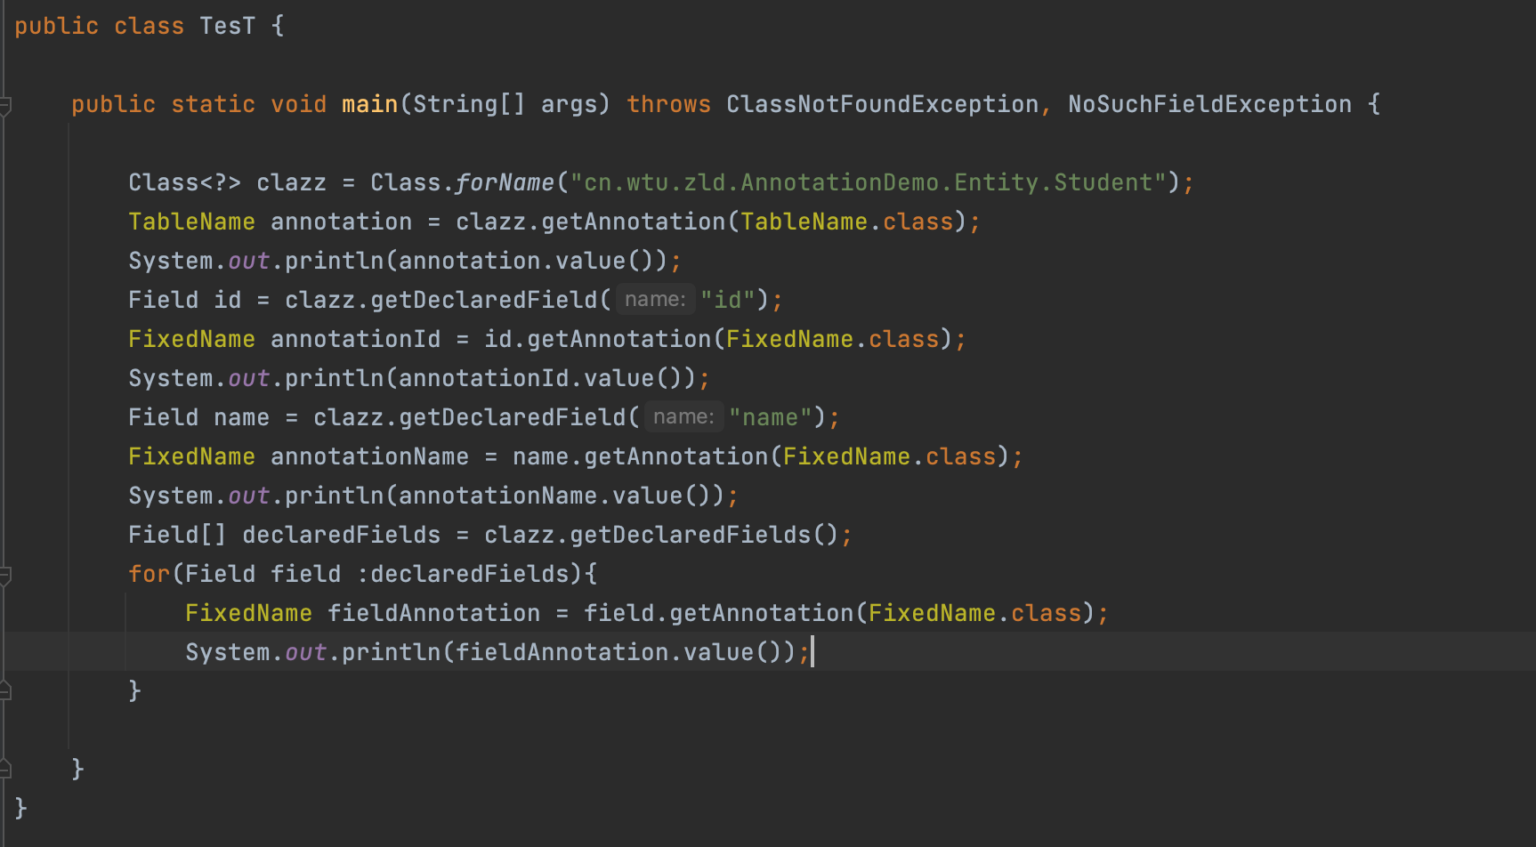 public class TesT {
public static void main(String[] args) throws ClassNotFoundException, NoSuchFieldException {
Class<?> clazz = Class.forName("cn.wtu.zld.AnnotationDemo.Entity.Student");
TableName annotation = clazz.getAnnotation(TableName.class);
System.out.println(annotation.value());
Field id = clazz.getDeclaredField( name: "id");
FixedName annotationId = id.getAnnotation(FixedName.class);
System.out.println(annotationId.value());
Field name = clazz.getDeclaredField( name: "name");
FixedName annotationName = name.getAnnotation(FixedName.class);
System.out.println(annotationName.value());
Field[] declaredFields = clazz.getDeclaredFields();
for(Field field :declaredFields){
FixedName fieldAnnotation = field.getAnnotation(FixedName.class);
System.out.println(fieldAnnotation.value());
}
}
}